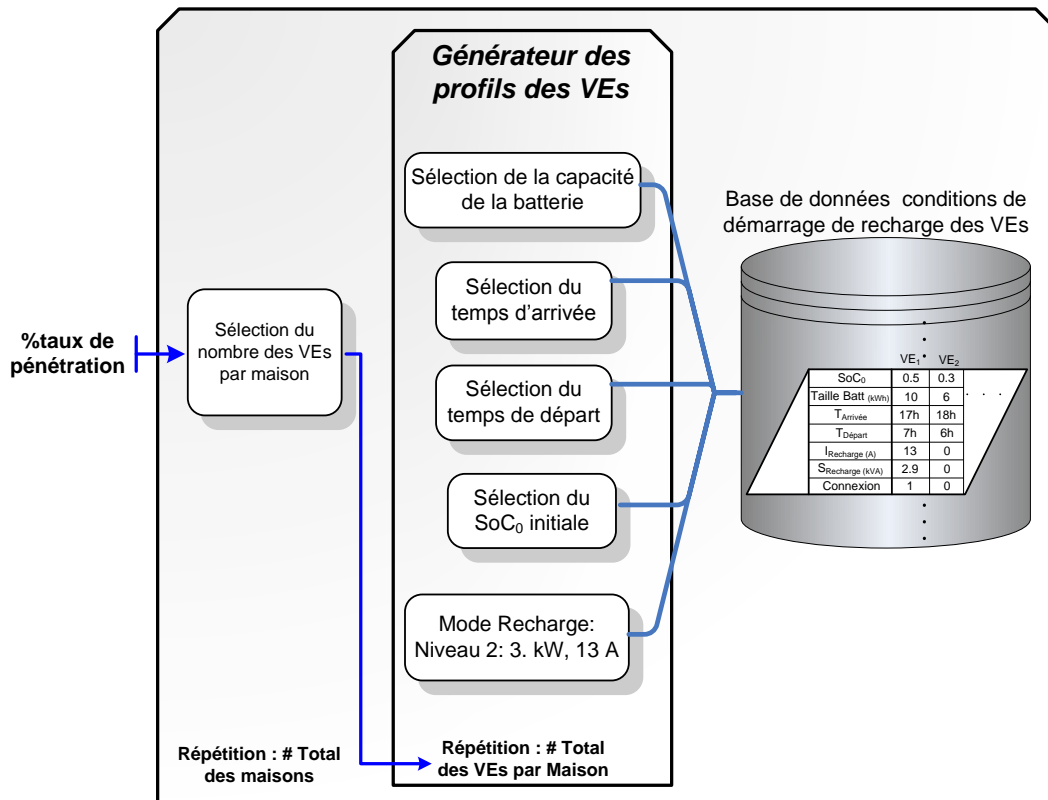 Générateur des
profils des VEs
Sélection de la capacité
de la batterie
Sélection du
temps d'arrivée
Sélection du
temps de départ
Sélection du
SoC₀ initiale
Mode Recharge:
Niveau 2: 3. kW, 13 A
%taux de
pénétration
Sélection du
nombre des VEs
par maison
Répétition : # Total
des maisons
Répétition : # Total
des VEs par Maison
Base de données conditions de
démarrage de recharge des VEs
VE₁ VE₂
SoC₀ 0.5 0.3
Taille Batt (kWh) 10 6 . . .
T Arrivée 17h 18h
T Départ 7h 6h
I Recharge (A) 13 0
S Recharge (kVA) 2.9 0
Connexion 1 0